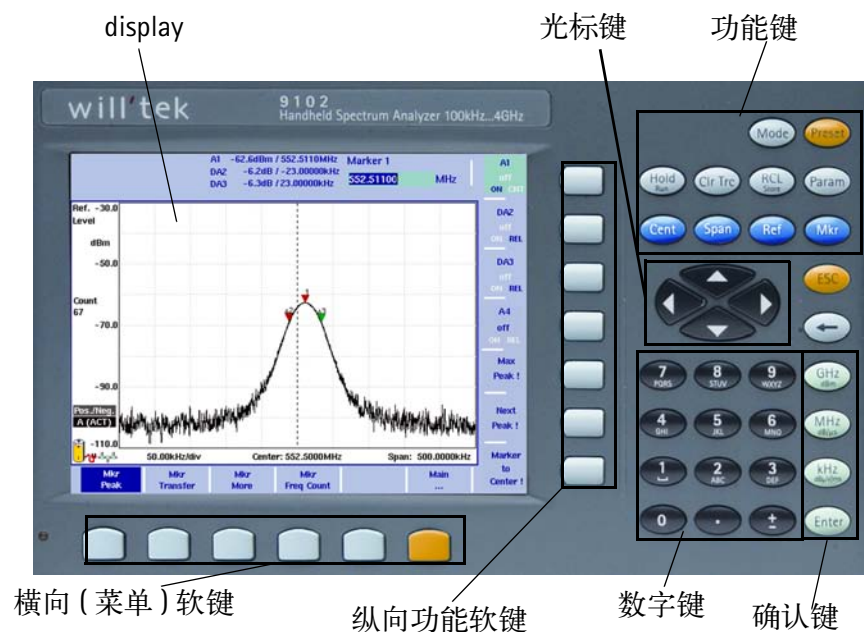 display
光标键
功能键
will'tek
9102
Handheld Spectrum Analyzer 100kHz...4GHz
A1 -62.6dBm / 552.5110MHz Marker 1
DA2 -6.2dB / -23.00000kHz 552.51100 MHz
DA3 -6.3dB / 23.00000kHz
A1
off
ON CNT
DA2
off
ON REL
DA3
off
ON REL
A4
off
ON REL
Max
Peak !
Next
Peak !
Marker
to
Center !
Ref. -30.0
Level
dBm
-50.0
Count
67
-70.0
-90.0
Pos./Neg.
A (ACT)
-110.0
50.00kHz/div Center: 552.5000MHz Span: 500.0000kHz
Mkr
Peak
Mkr
Transfer
Mkr
More
Mkr
Freq Count
Main
...
Mode Preset
Hold
Run
Clr Trc
RCL
Store
Param
Cent Span Ref Mkr
ESC
7
PQRS
8
STUV
9
WXYZ
GHz
dBm
4
GHI
5
JKL
6
MNO
MHz
dB/µs
1
2
ABC
3
DEF
kHz
0 . ±
Enter
横向 ( 菜单 ) 软键
纵向功能软键
数字键
确认键